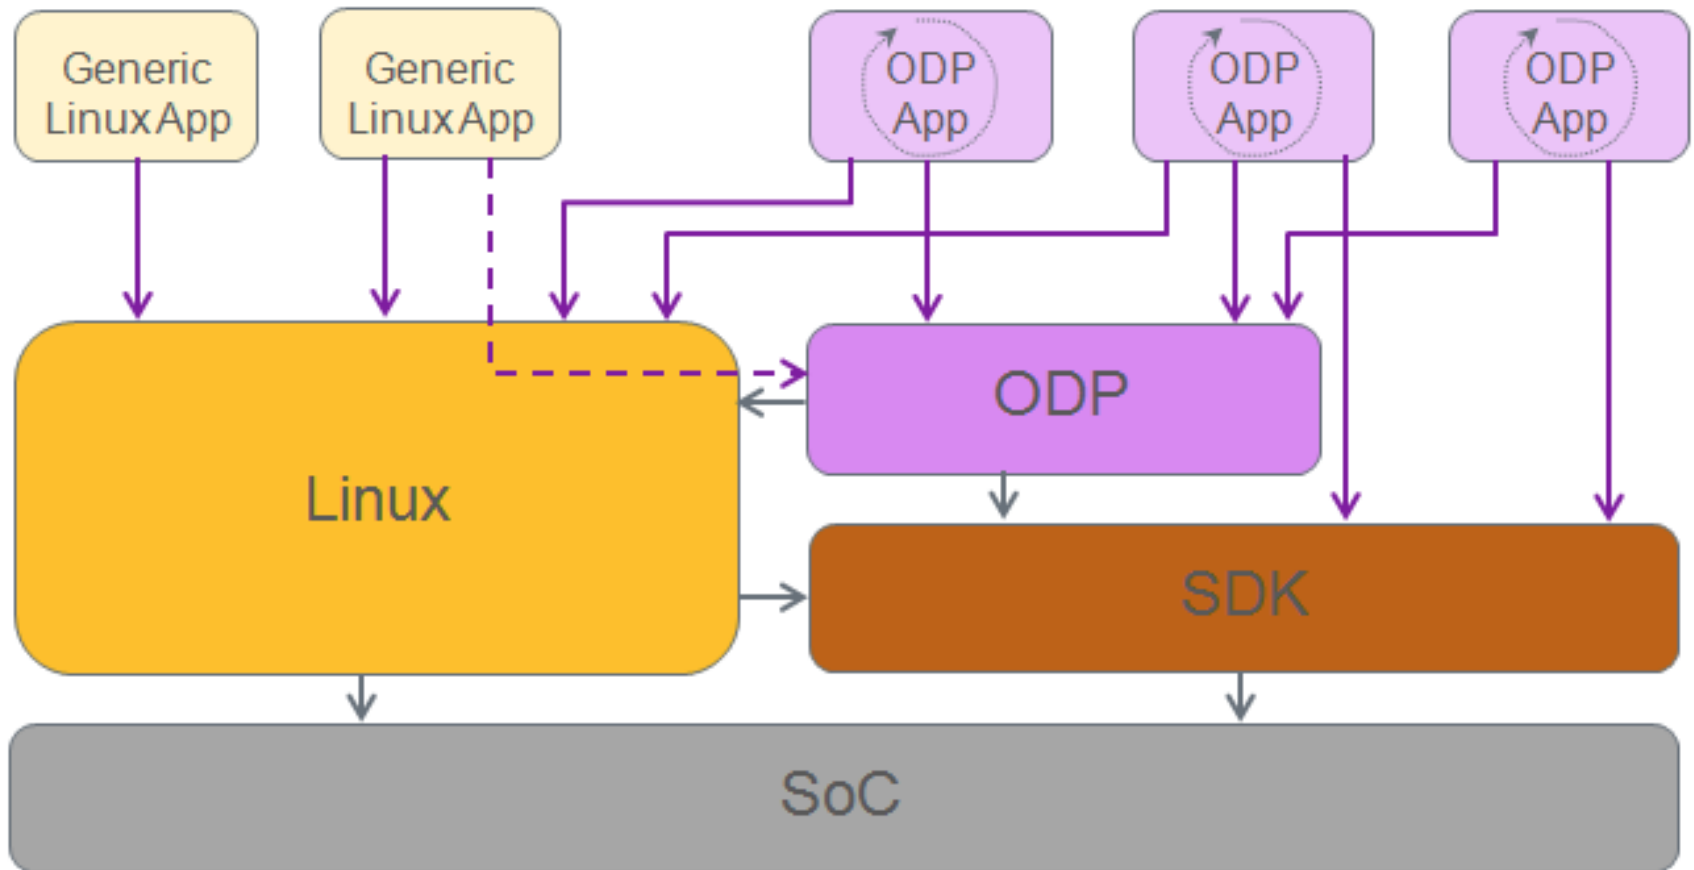 Generic
Linux App
Generic
Linux App
ODP
App
ODP
App
ODP
App
ODP
Linux
SDK
SoC